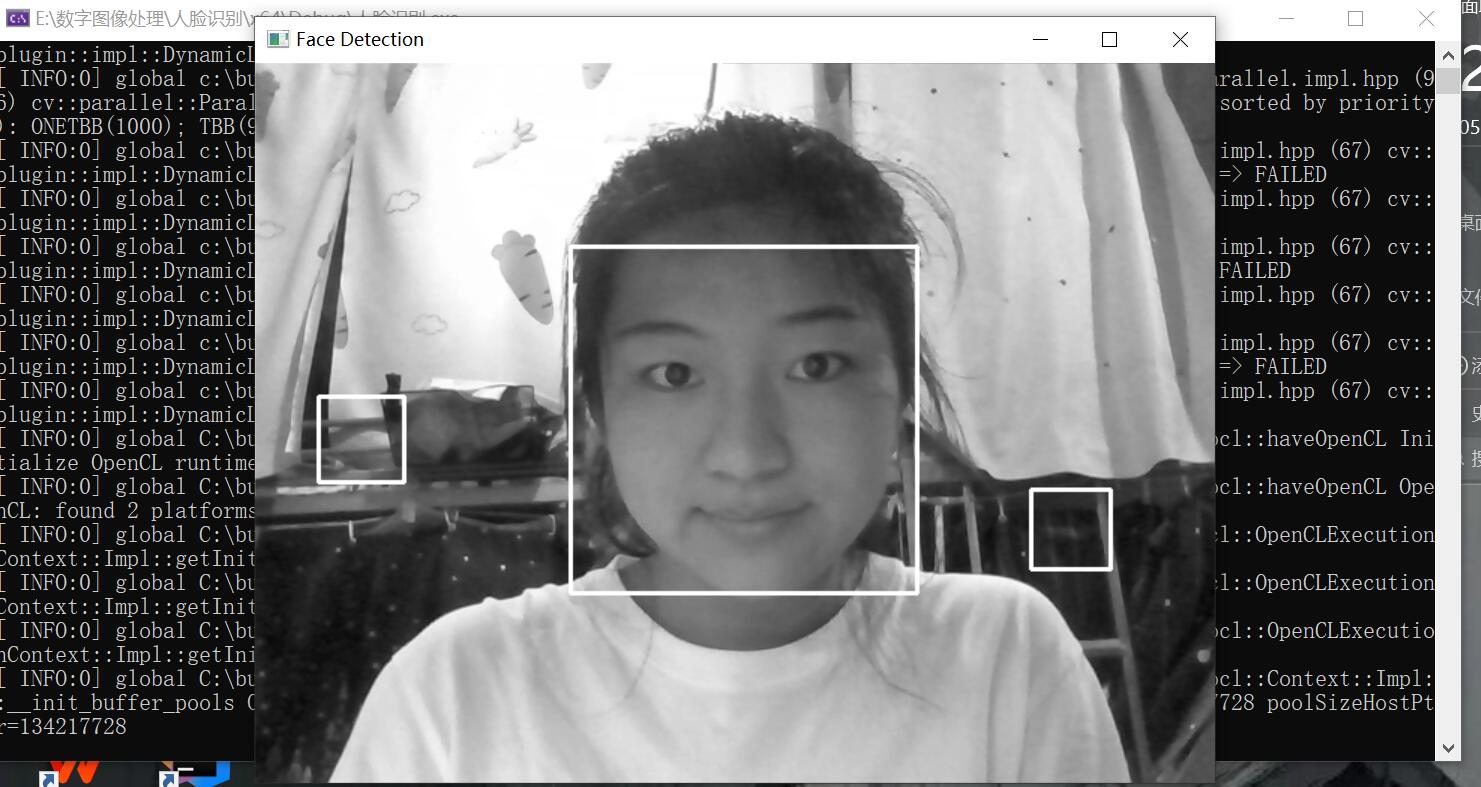 E:\数字图像处理\人脸识别\x64\Debug\人脸识别.exe
Face Detection
plugin::impl::DynamicL
[ INFO:0] global c:\bu
rallel.impl.hpp (9
6) cv::parallel::Paral
sorted by priority
): ONETBB(1000); TBB(9
[ INFO:0] global c:\bu
impl.hpp (67) cv::
plugin::impl::DynamicL
=> FAILED
[ INFO:0] global c:\bu
impl.hpp (67) cv::
plugin::impl::DynamicL
[ INFO:0] global c:\bu
impl.hpp (67) cv::
plugin::impl::DynamicL
FAILED
[ INFO:0] global c:\bu
impl.hpp (67) cv::
plugin::impl::DynamicL
[ INFO:0] global c:\bu
impl.hpp (67) cv::
plugin::impl::DynamicL
=> FAILED
[ INFO:0] global c:\bu
impl.hpp (67) cv::
plugin::impl::DynamicL
[ INFO:0] global C:\bu
ocl::haveOpenCL Ini
tialize OpenCL runtime
[ INFO:0] global C:\bu
ocl::haveOpenCL Ope
nCL: found 2 platforms
[ INFO:0] global C:\bu
cl::OpenCLExecution
Context::Impl::getInit
[ INFO:0] global C:\bu
cl::OpenCLExecution
Context::Impl::getInit
[ INFO:0] global C:\bu
ocl::OpenCLExecutio
nContext::Impl::getIni
[ INFO:0] global C:\bu
ocl::Context::Impl:
:__init_buffer_pools O
7728 poolSizeHostPt
r=134217728
05
桌面